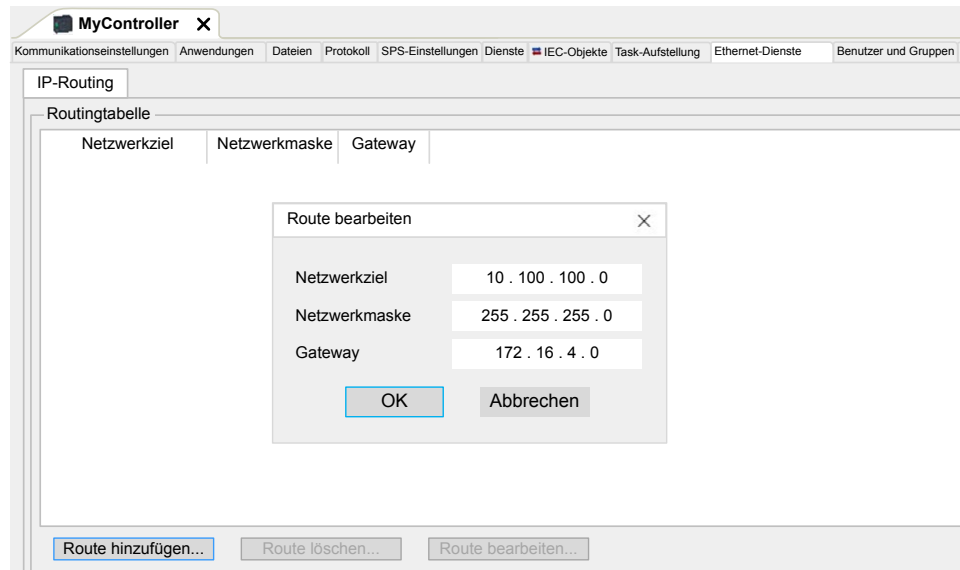 MyController X
Kommunikationseinstellungen Anwendungen Dateien Protokoll SPS-Einstellungen Dienste IEC-Objekte Task-Aufstellung Ethernet-Dienste Benutzer und Gruppen
IP-Routing
Routingtabelle
Netzwerkziel Netzwerkmaske Gateway
Route bearbeiten
Netzwerkziel 10 . 100 . 100 . 0
Netzwerkmaske 255 . 255 . 255 . 0
Gateway 172 . 16 . 4 . 0
OK Abbrechen
Route hinzufügen... Route löschen... Route bearbeiten...